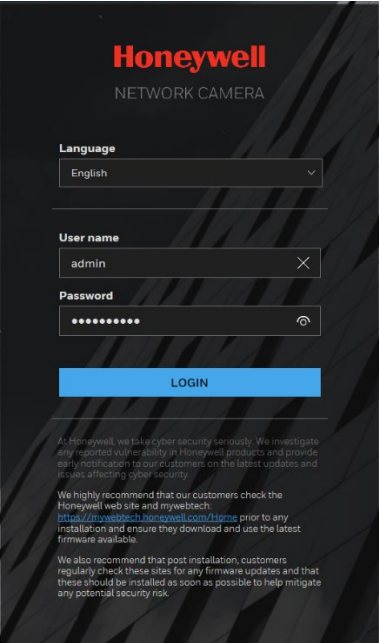 Honeywell
NETWORK CAMERA
Language
English
User name
admin
Password
••••••••••
LOGIN
At Honeywell, we take cyber security seriously. We investigate
any reported vulnerability in Honeywell products and provide
early notification to our customers on the latest updates and
issues affecting cyber security.
We highly recommend that our customers check the
Honeywell web site and mywebtech:
https://mywebtech.honeywell.com/Home prior to any
installation and ensure they download and use the latest
firmware available.
We also recommend that post installation, customers
regularly check these sites for any firmware updates and that
these should be installed as soon as possible to help mitigate
any potential security risk.